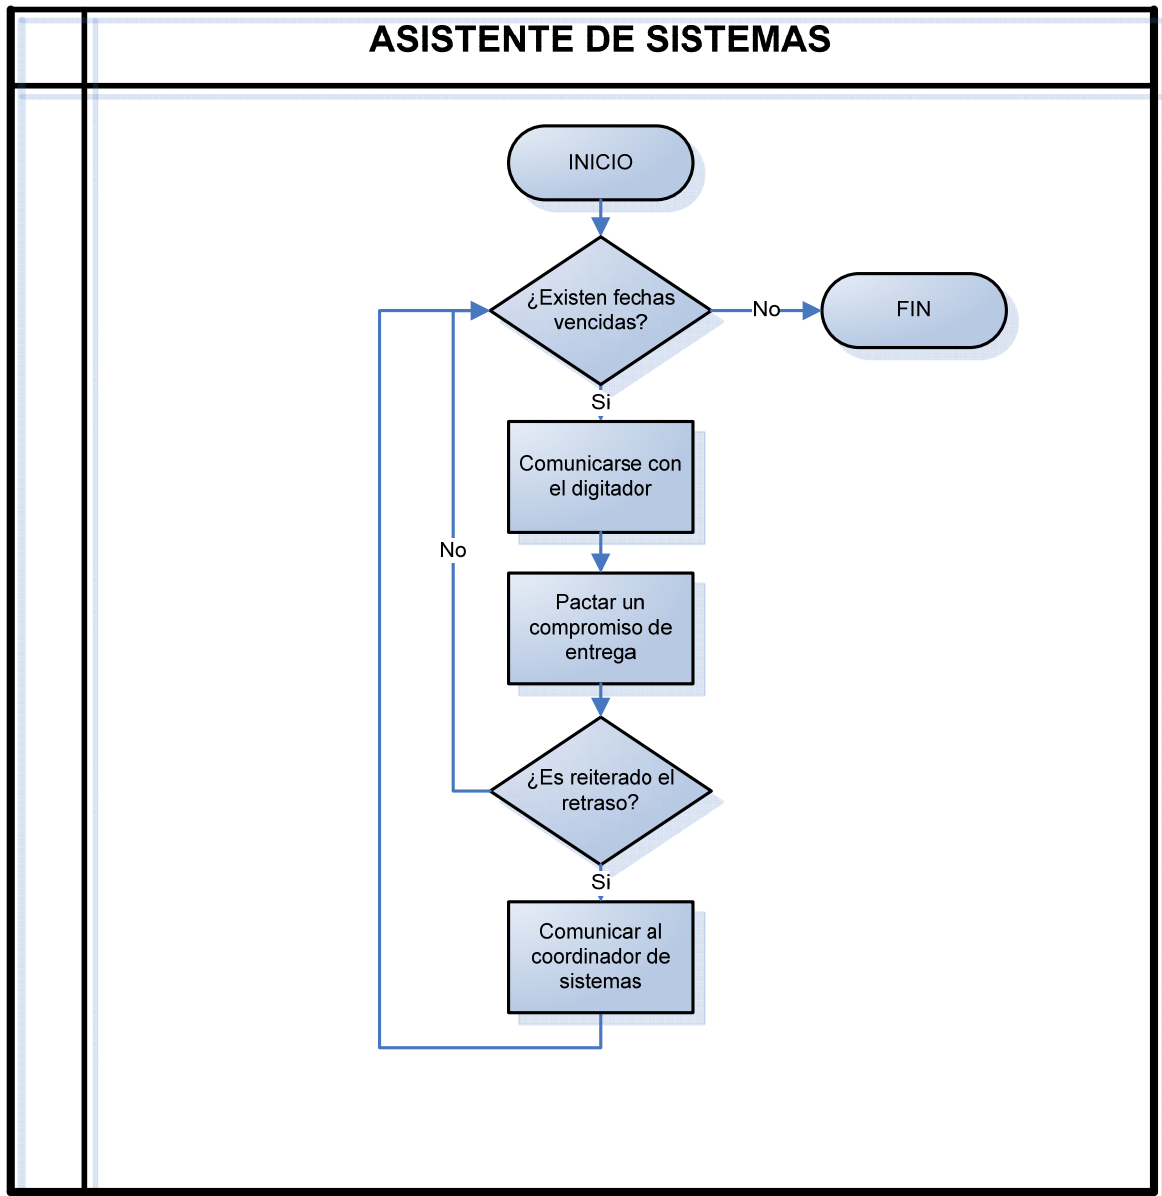 ASISTENTE DE SISTEMAS
INICIO
¿Existen fechas
vencidas?
No
FIN
Si
Comunicarse con
el digitador
No
Pactar un
compromiso de
entrega
¿Es reiterado el
retraso?
Si
Comunicar al
coordinador de
sistemas